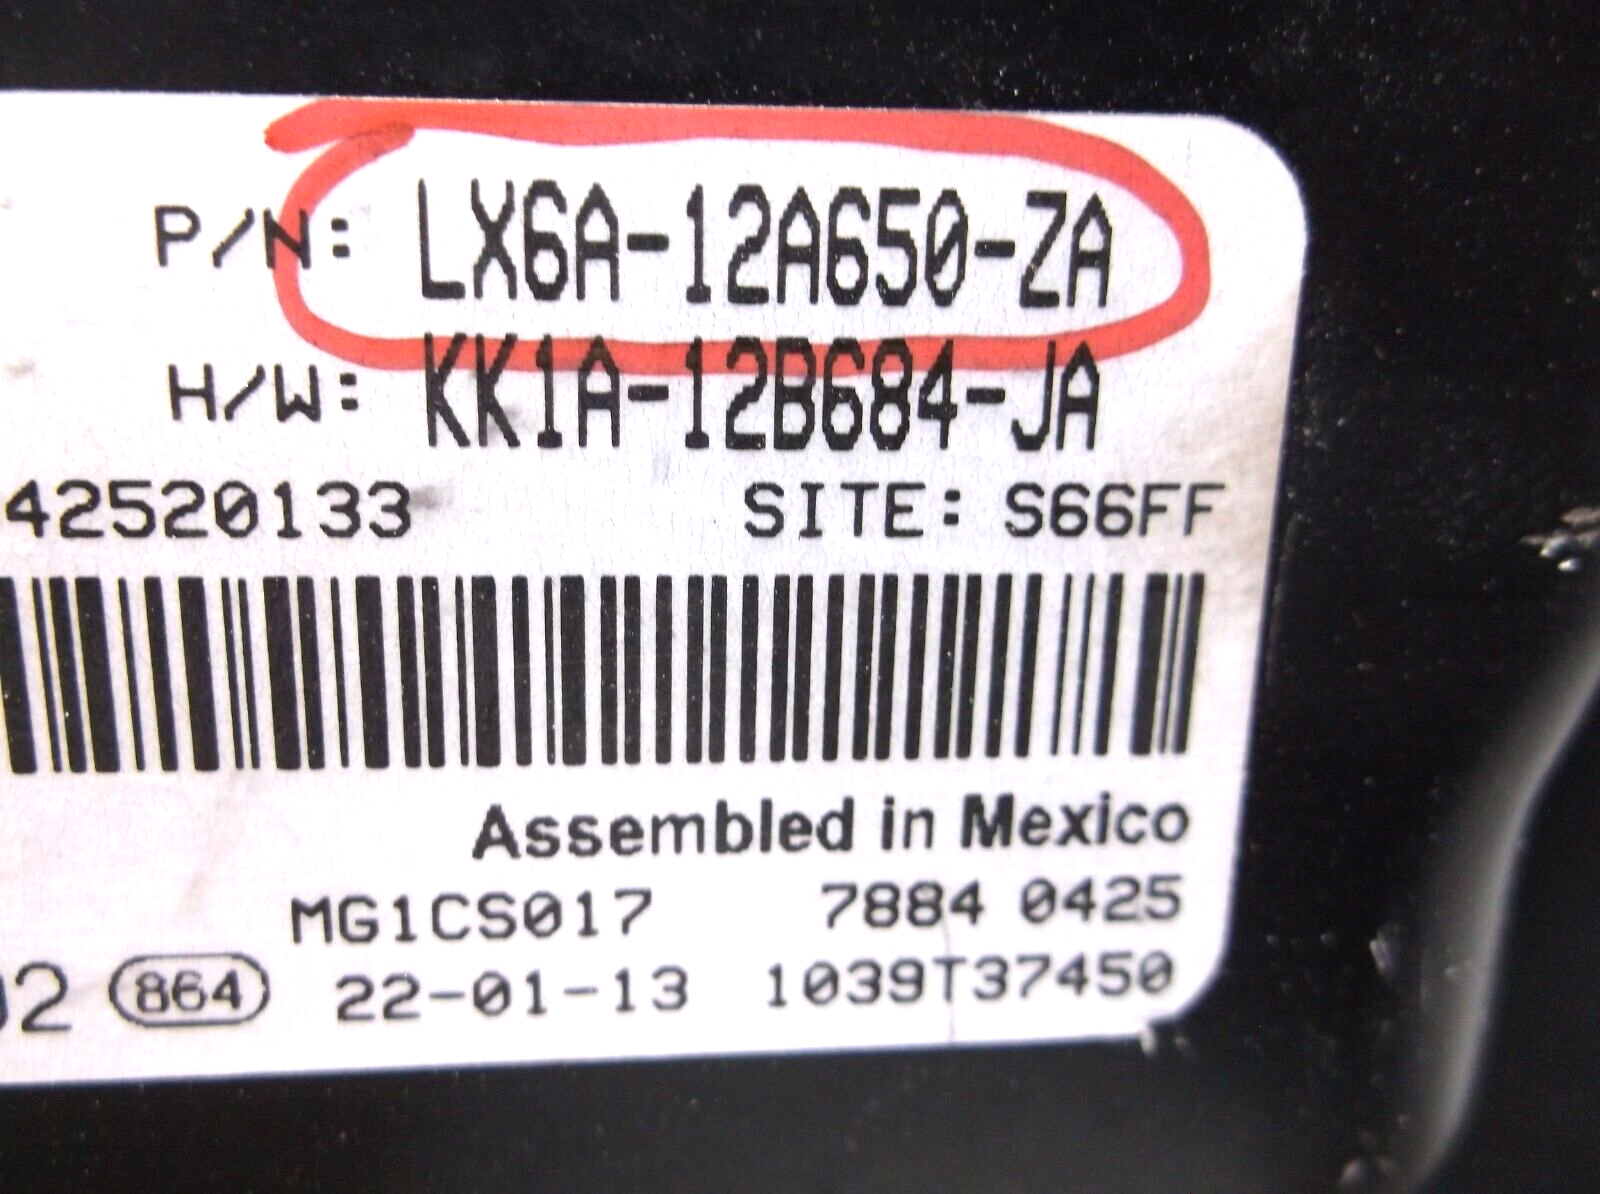 P/N: LX6A-12A650-ZA
H/W: KK1A-12B684-JA
42520133 SITE: S66FF
Assembled in Mexico
MG1CS017 7884 0425
02 864 22-01-13 1039T37450